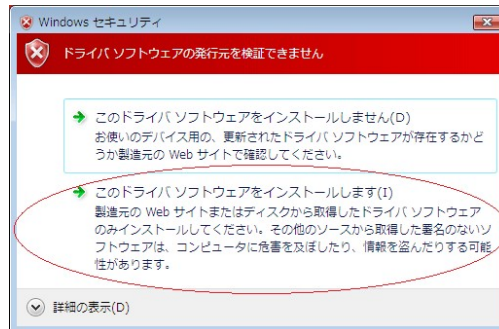 Windows セキュリティ
ドライバ ソフトウェアの発行元を検証できません
このドライバ ソフトウェアをインストールしません(D)
お使いのデバイス用の、更新されたドライバ ソフトウェアが存在するかど
うか製造元の Web サイトで確認してください。
このドライバ ソフトウェアをインストールします(I)
製造元の Web サイトまたはディスクから取得したドライバ ソフトウェア
のみインストールしてください。その他のソースから取得した署名のないソ
フトウェアは、コンピュータに危害を及ぼしたり、情報を盗んだりする可能
性があります。
詳細の表示(D)